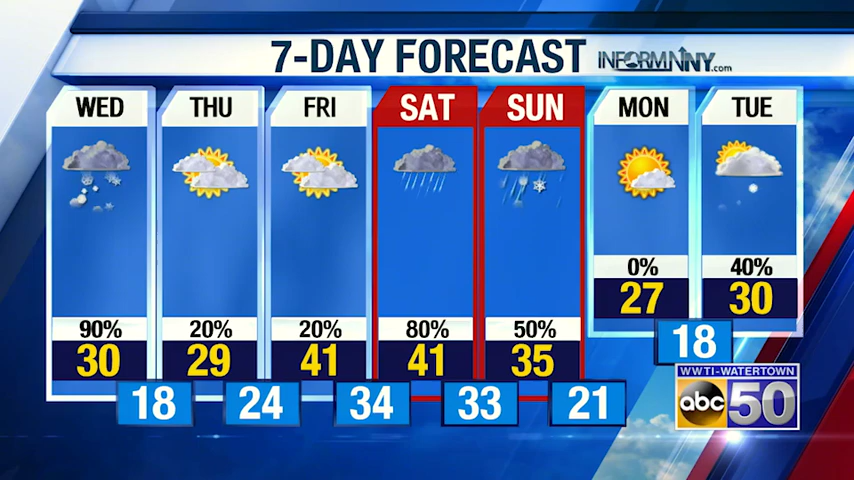 7-DAY FORECAST INFORMNNY.com
WED THU FRI SAT SUN MON TUE
0% 40%
27 30
90% 20% 20% 80% 50%
30 29 41 41 35
18
18 24 34 33 21
WWTI-WATERTOWN
abc 50